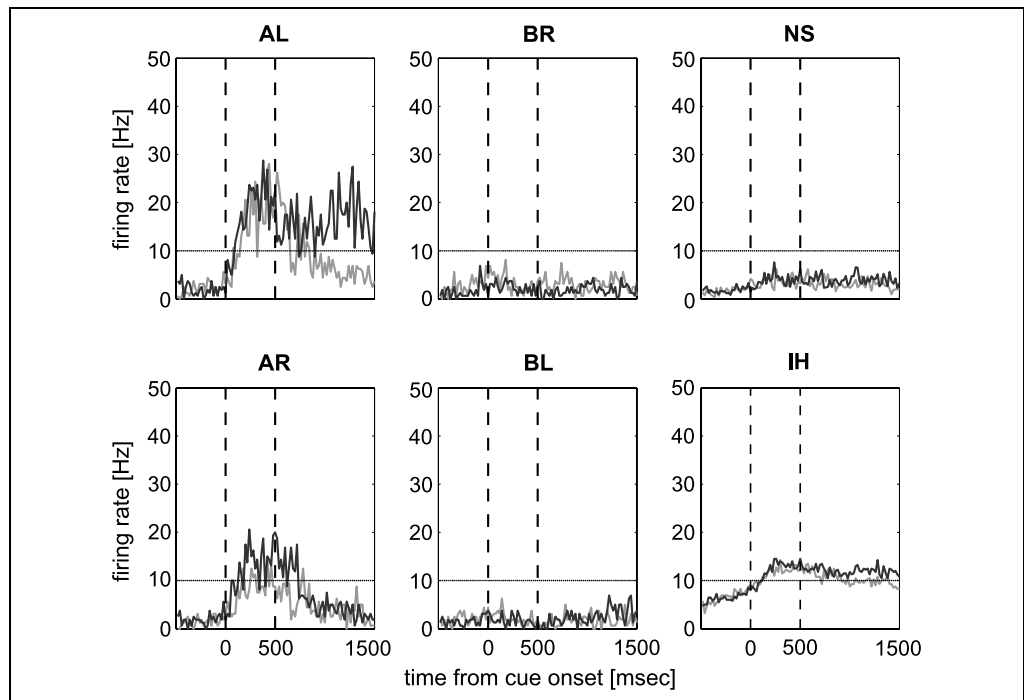 AL BR NS
firing rate [Hz]
50 50 50
40 40 40
30 30 30
20 20 20
10 10 10
0 0 0
AR BL IH
firing rate [Hz]
50 50 50
40 40 40
30 30 30
20 20 20
10 10 10
0 0 0
0 500 1500 0 500 1500 0 500 1500
time from cue onset [msec]